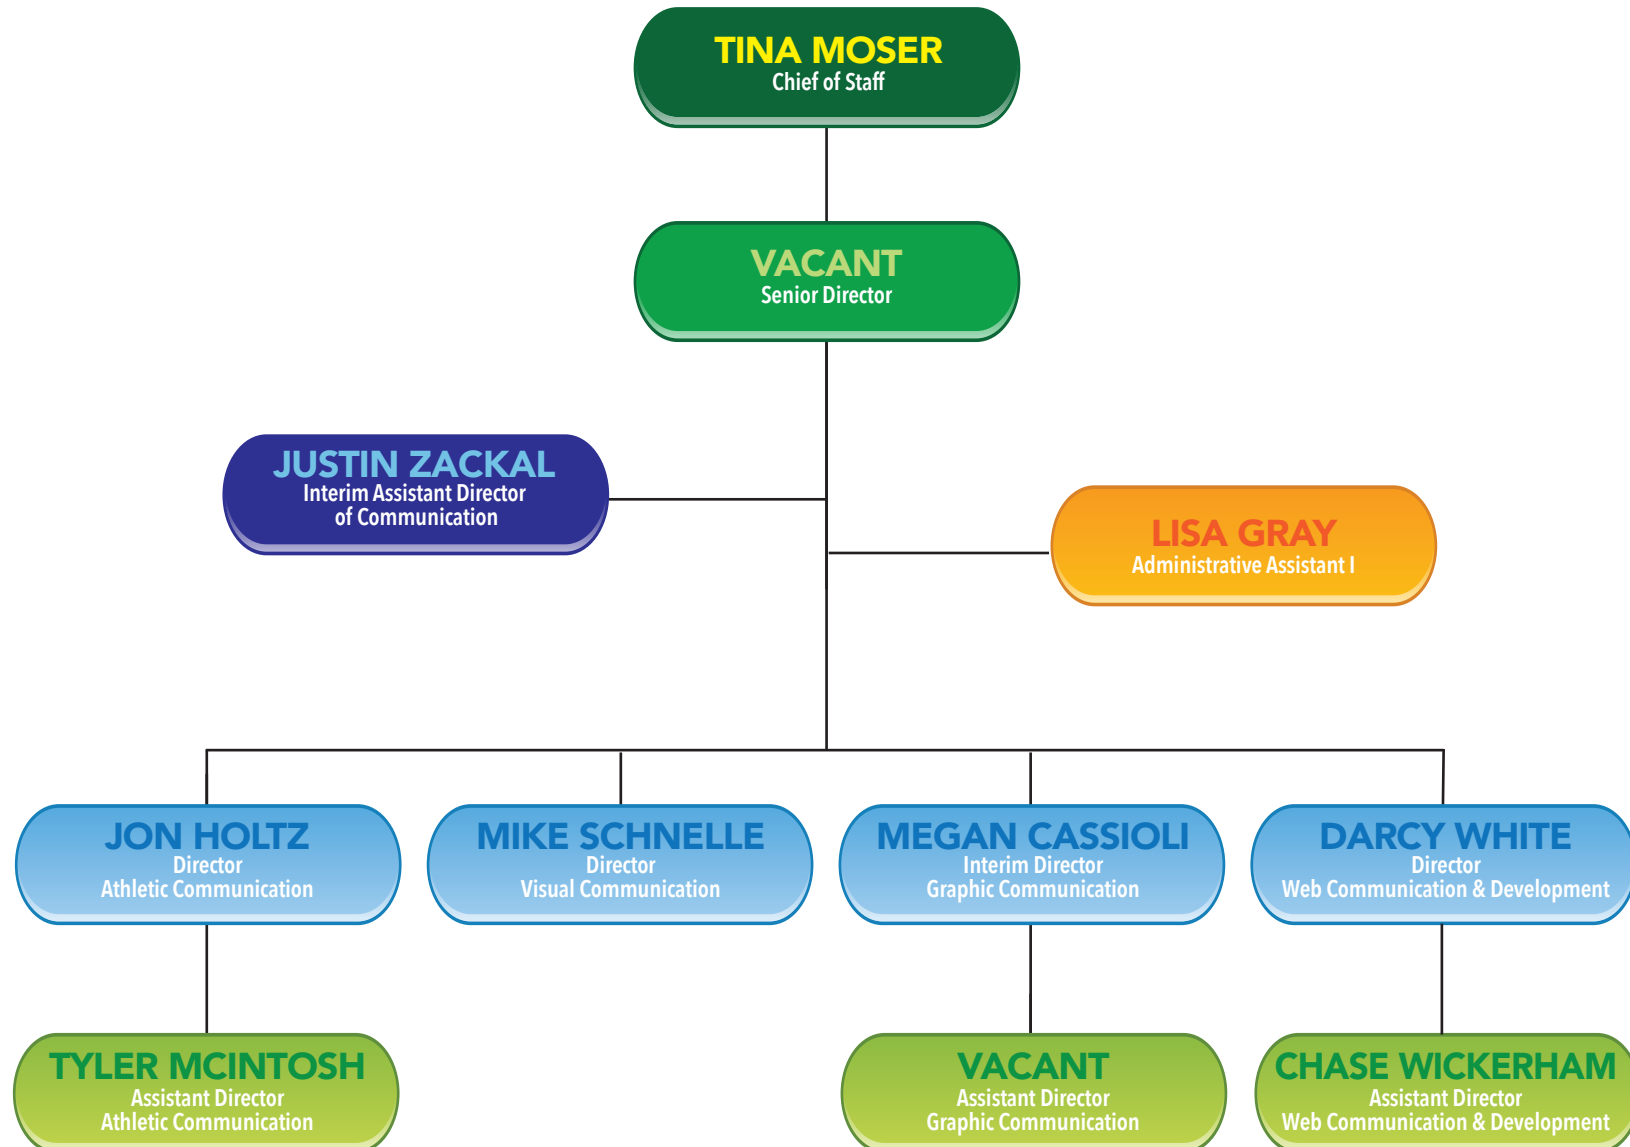 TINA MOSER
Chief of Staff
VACANT
Senior Director
JUSTIN ZACKAL
Interim Assistant Director
of Communication
LISA GRAY
Administrative Assistant I
JON HOLTZ
Director
Athletic Communication
MIKE SCHNELLE
Director
Visual Communication
MEGAN CASSIOLI
Interim Director
Graphic Communication
DARCY WHITE
Director
Web Communication & Development
TYLER MCINTOSH
Assistant Director
Athletic Communication
VACANT
Assistant Director
Graphic Communication
CHASE WICKERHAM
Assistant Director
Web Communication & Development